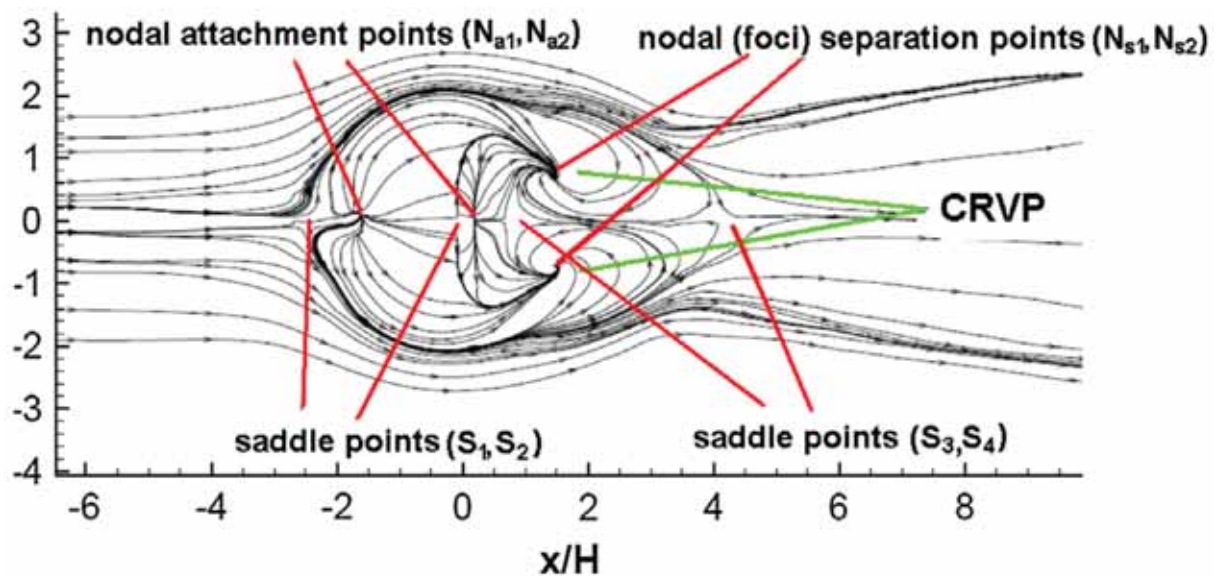 nodal attachment points (Na1,Na2)
nodal (foci) separation points (Ns1,Ns2)
CRVP
saddle points (S1,S2)
saddle points (S3,S4)
3
2
1
0
-1
-2
-3
-4
-6 -4 -2 0 2 4 6 8
x/H